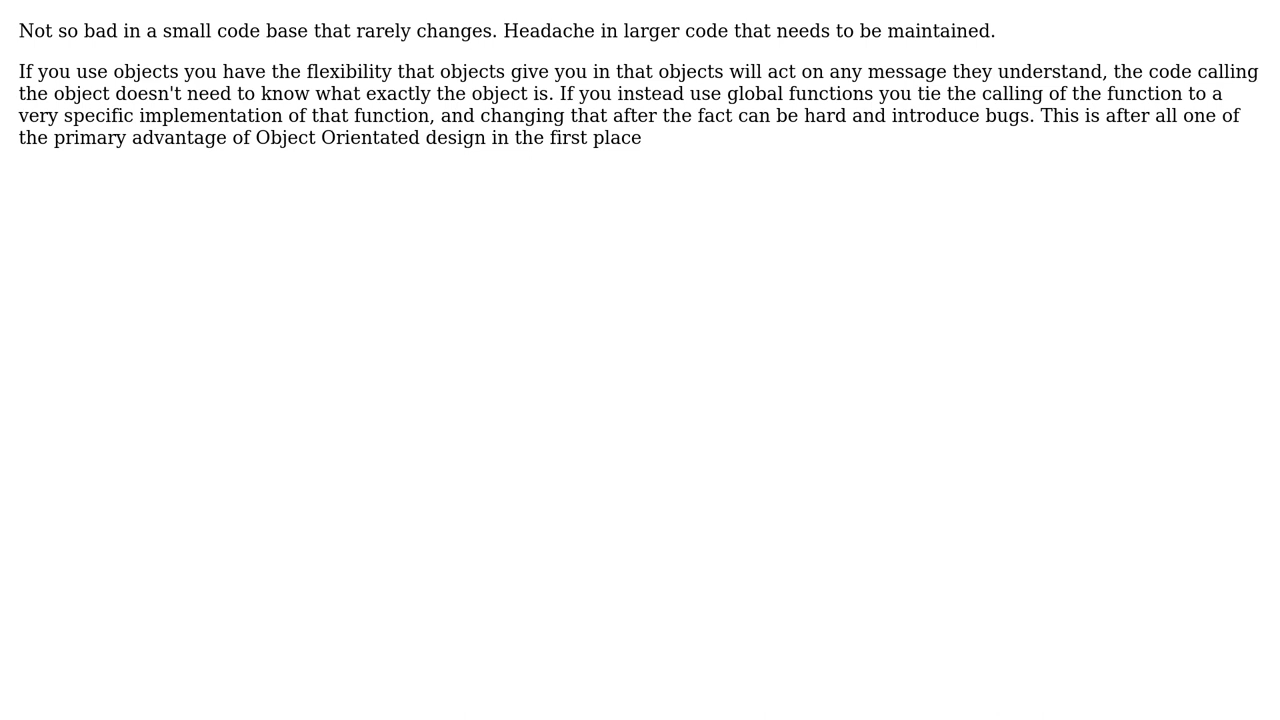 Not so bad in a small code base that rarely changes. Headache in larger code that needs to be maintained.
If you use objects you have the flexibility that objects give you in that objects will act on any message they understand, the code calling
the object doesn't need to know what exactly the object is. If you instead use global functions you tie the calling of the function to a
very specific implementation of that function, and changing that after the fact can be hard and introduce bugs. This is after all one of
the primary advantage of Object Orientated design in the first place